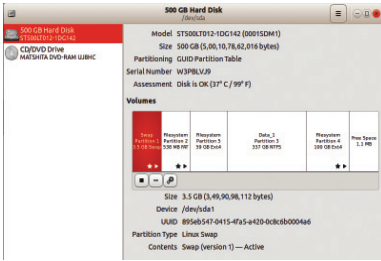 500 GB Hard Disk
/dev/sda
500 GB Hard Disk
ST500LT012-1DG142
CD/DVD Drive
MATSHITA DVD-RAM UJ8HC
Model ST500LT012-1DG142 (0001SDM1)
Size 500 GB (5,00,10,78,62,016 bytes)
Partitioning GUID Partition Table
Serial Number W3PBLVJ9
Assessment Disk is OK (37° C / 99° F)
Volumes
Swap
Partition 1
3.5 GB Swap
Filesystem
Partition 2
538 MB FAT
Filesystem
Partition 3
59 GB Ext4
Data_1
Partition 3
337 GB NTFS
Filesystem
Partition 4
100 GB Ext4
Free Space
1.1 MB
Size 3.5 GB (3,49,90,98,112 bytes)
Device /dev/sda1
UUID 895eb547-0415-4fa5-a420-0c8c6b0004a6
Partition Type Linux Swap
Contents Swap (version 1) — Active